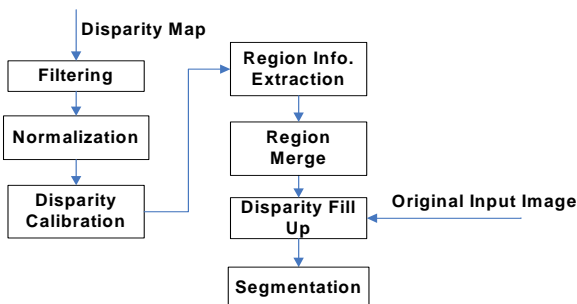 Disparity Map
Filtering
Normalization
Disparity
Calibration
Region Info.
Extraction
Region
Merge
Disparity Fill
Up
Original Input Image
Segmentation